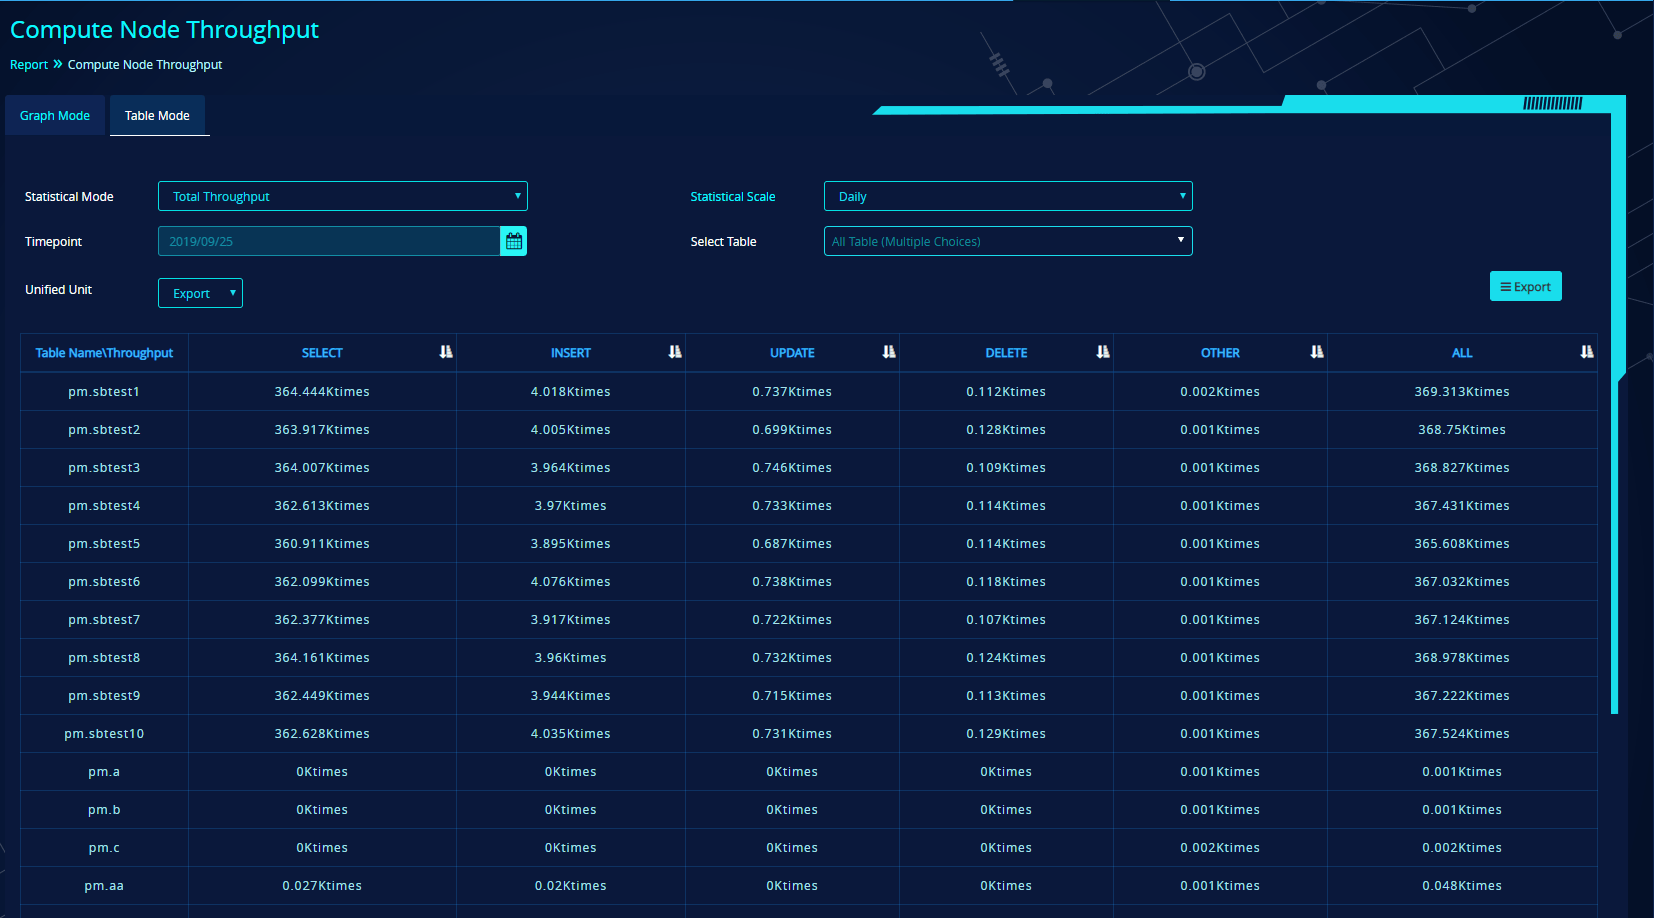 Compute Node Throughput
Report » Compute Node Throughput
Graph Mode Table Mode
Statistical Mode Total Throughput Statistical Scale Daily
Timepoint 2019/09/25 Select Table All Table (Multiple Choices)
Unified Unit Export Export
Table Name\Throughput SELECT INSERT UPDATE DELETE OTHER ALL
pm.sbtest1 364.444Ktimes 4.018Ktimes 0.737Ktimes 0.112Ktimes 0.002Ktimes 369.313Ktimes
pm.sbtest2 363.917Ktimes 4.005Ktimes 0.699Ktimes 0.128Ktimes 0.001Ktimes 368.75Ktimes
pm.sbtest3 364.007Ktimes 3.964Ktimes 0.746Ktimes 0.109Ktimes 0.001Ktimes 368.827Ktimes
pm.sbtest4 362.613Ktimes 3.97Ktimes 0.733Ktimes 0.114Ktimes 0.001Ktimes 367.431Ktimes
pm.sbtest5 360.911Ktimes 3.895Ktimes 0.687Ktimes 0.114Ktimes 0.001Ktimes 365.608Ktimes
pm.sbtest6 362.099Ktimes 4.076Ktimes 0.738Ktimes 0.118Ktimes 0.001Ktimes 367.032Ktimes
pm.sbtest7 362.377Ktimes 3.917Ktimes 0.722Ktimes 0.107Ktimes 0.001Ktimes 367.124Ktimes
pm.sbtest8 364.161Ktimes 3.96Ktimes 0.732Ktimes 0.124Ktimes 0.001Ktimes 368.978Ktimes
pm.sbtest9 362.449Ktimes 3.944Ktimes 0.715Ktimes 0.113Ktimes 0.001Ktimes 367.222Ktimes
pm.sbtest10 362.628Ktimes 4.035Ktimes 0.731Ktimes 0.129Ktimes 0.001Ktimes 367.524Ktimes
pm.a 0Ktimes 0Ktimes 0Ktimes 0Ktimes 0.001Ktimes 0.001Ktimes
pm.b 0Ktimes 0Ktimes 0Ktimes 0Ktimes 0.001Ktimes 0.001Ktimes
pm.c 0Ktimes 0Ktimes 0Ktimes 0Ktimes 0.002Ktimes 0.002Ktimes
pm.aa 0.027Ktimes 0.02Ktimes 0Ktimes 0Ktimes 0.001Ktimes 0.048Ktimes